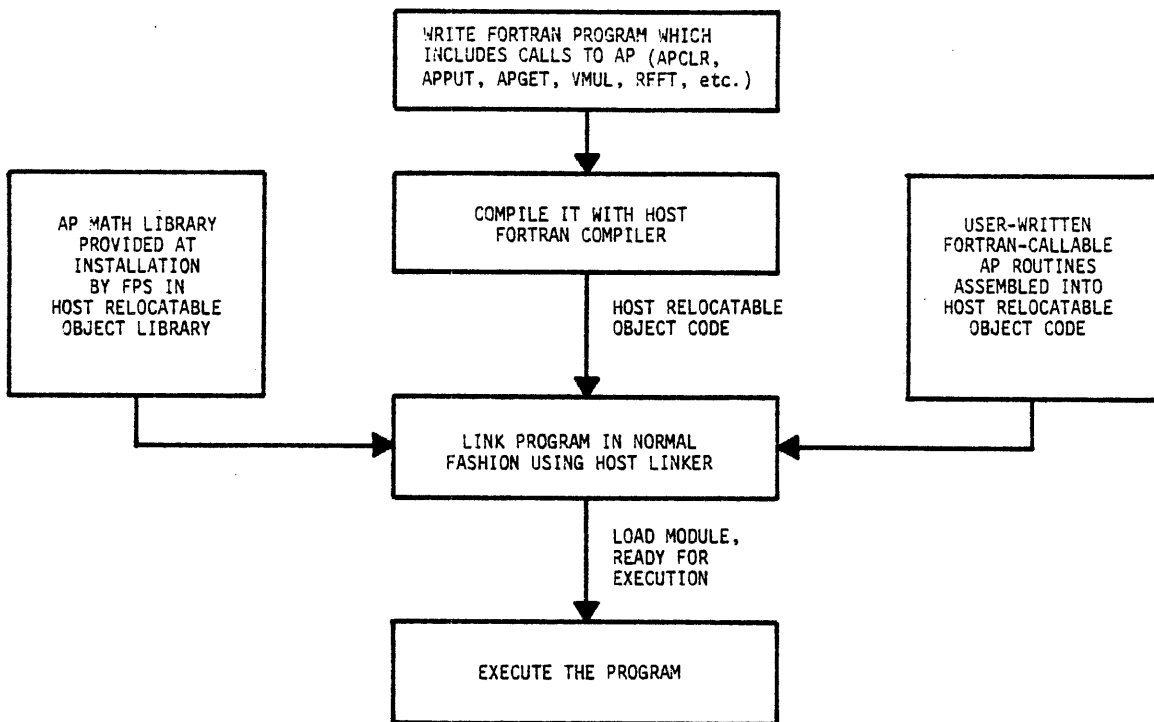 WRITE FORTRAN PROGRAM WHICH
INCLUDES CALLS TO AP (APCLR,
APPUT, APGET, VMUL, RFFT, etc.)
COMPILE IT WITH HOST
FORTRAN COMPILER
AP MATH LIBRARY
PROVIDED AT
INSTALLATION
BY FPS IN
HOST RELOCATABLE
OBJECT LIBRARY
USER-WRITTEN
FORTRAN-CALLABLE
AP ROUTINES
ASSEMBLED INTO
HOST RELOCATABLE
OBJECT CODE
HOST RELOCATABLE
OBJECT CODE
LINK PROGRAM IN NORMAL
FASHION USING HOST LINKER
LOAD MODULE,
READY FOR
EXECUTION
EXECUTE THE PROGRAM